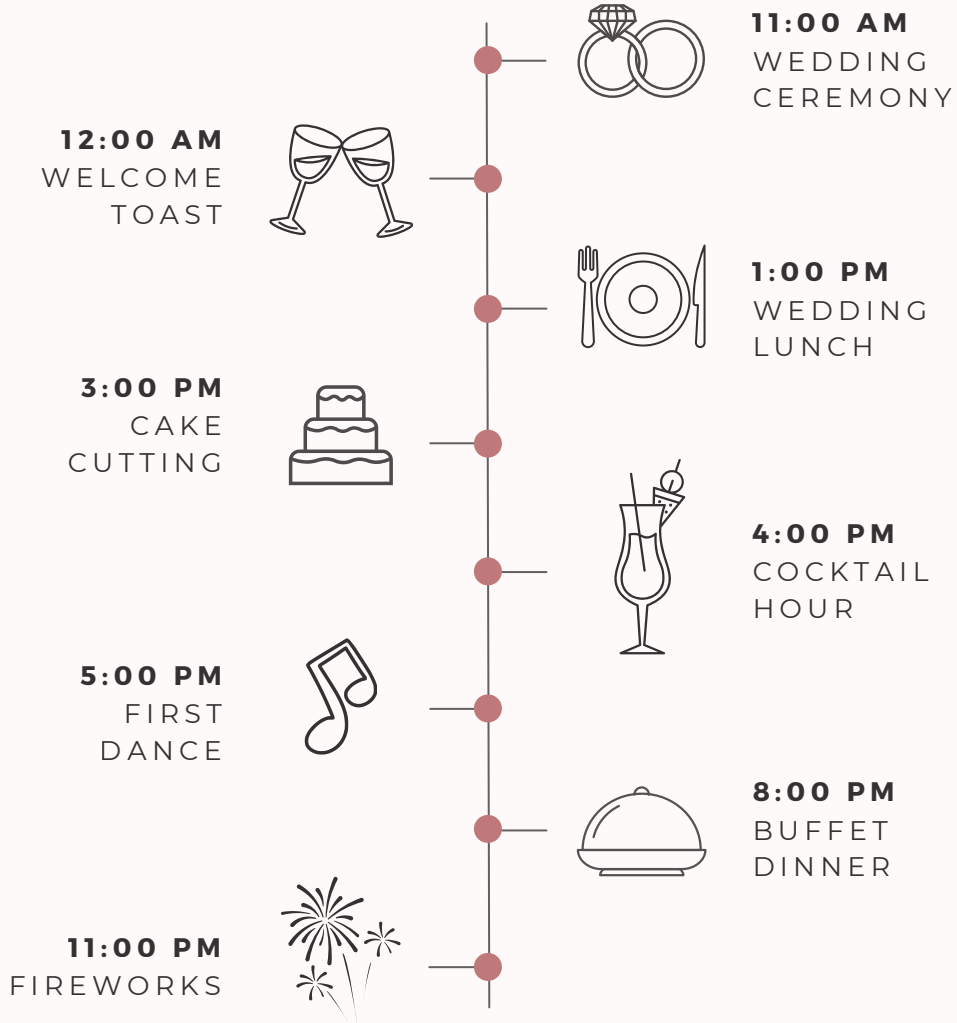 11:00 AM
WEDDING
CEREMONY
12:00 AM
WELCOME
TOAST
1:00 PM
WEDDING
LUNCH
3:00 PM
CAKE
CUTTING
4:00 PM
COCKTAIL
HOUR
5:00 PM
FIRST
DANCE
8:00 PM
BUFFET
DINNER
11:00 PM
FIREWORKS